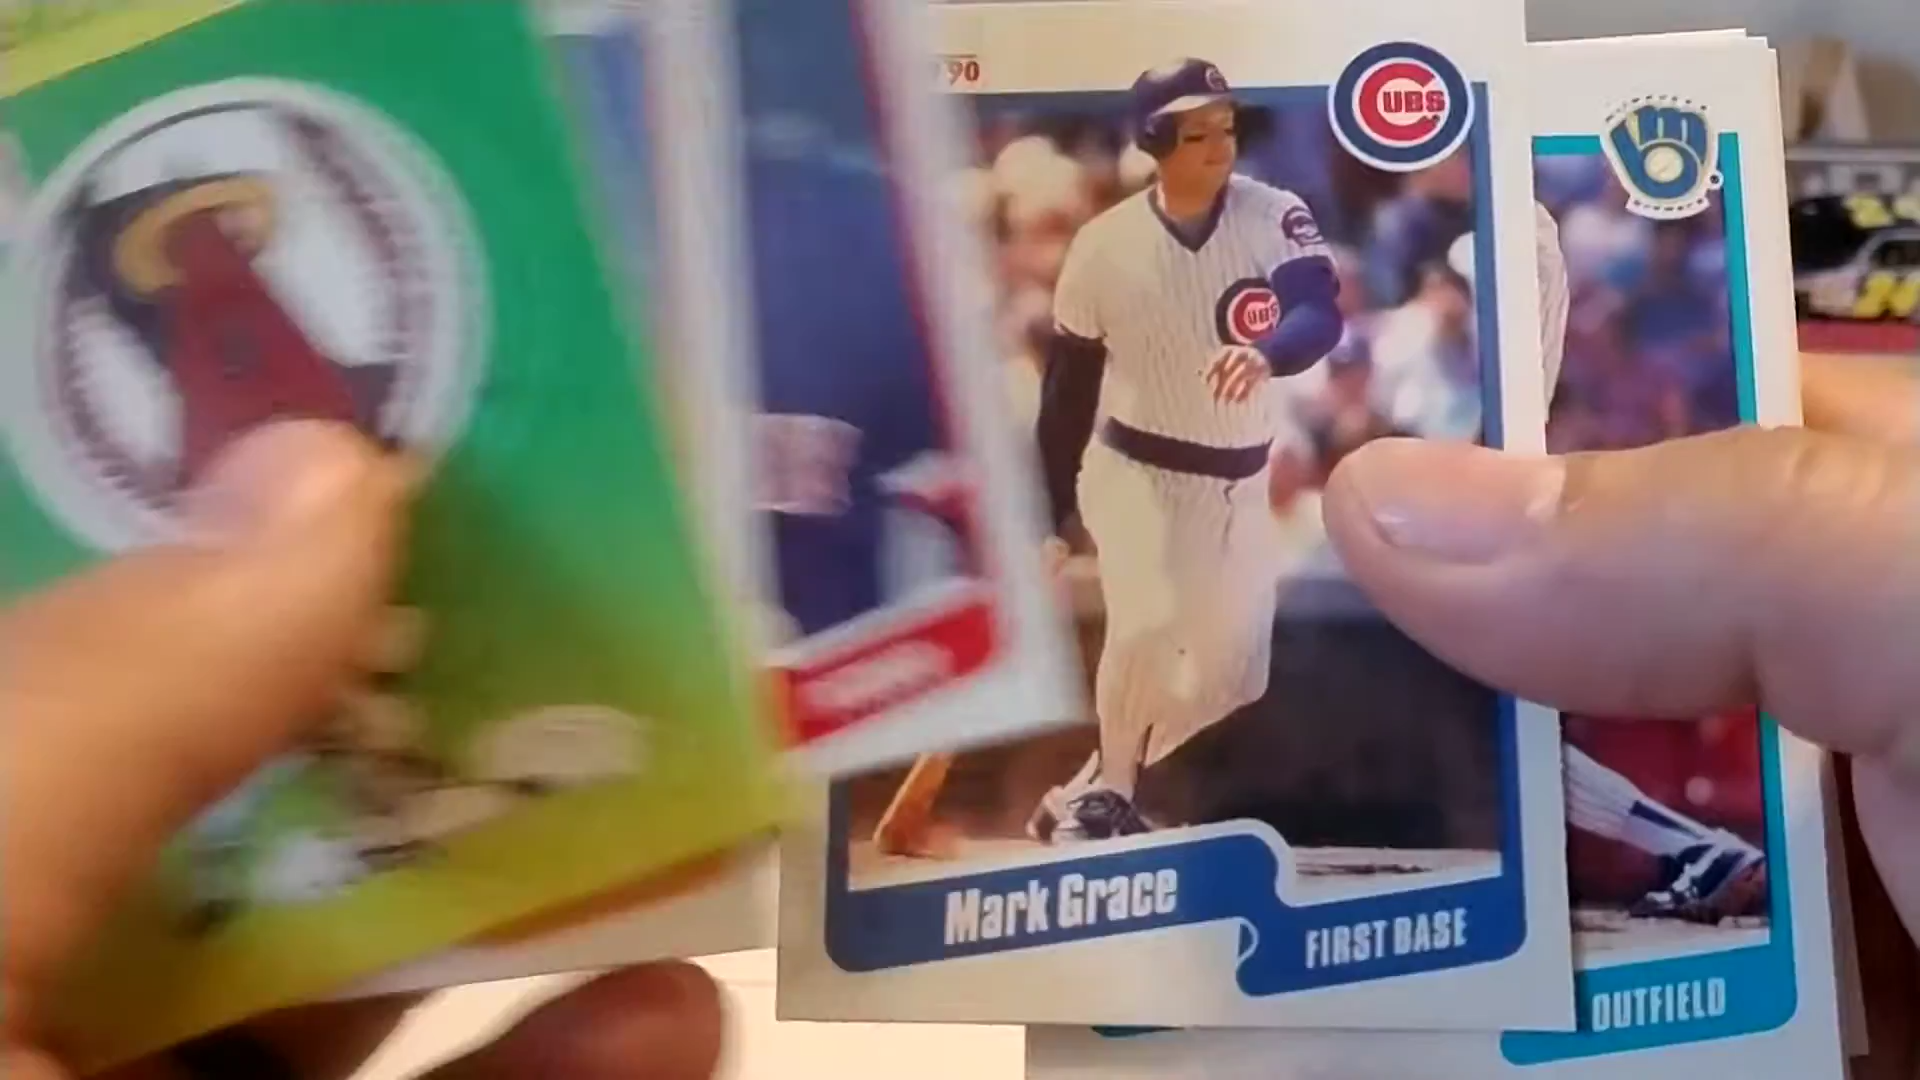 90
CUBS
CUBS
Mark Grace
FIRST BASE
OUTFIELD